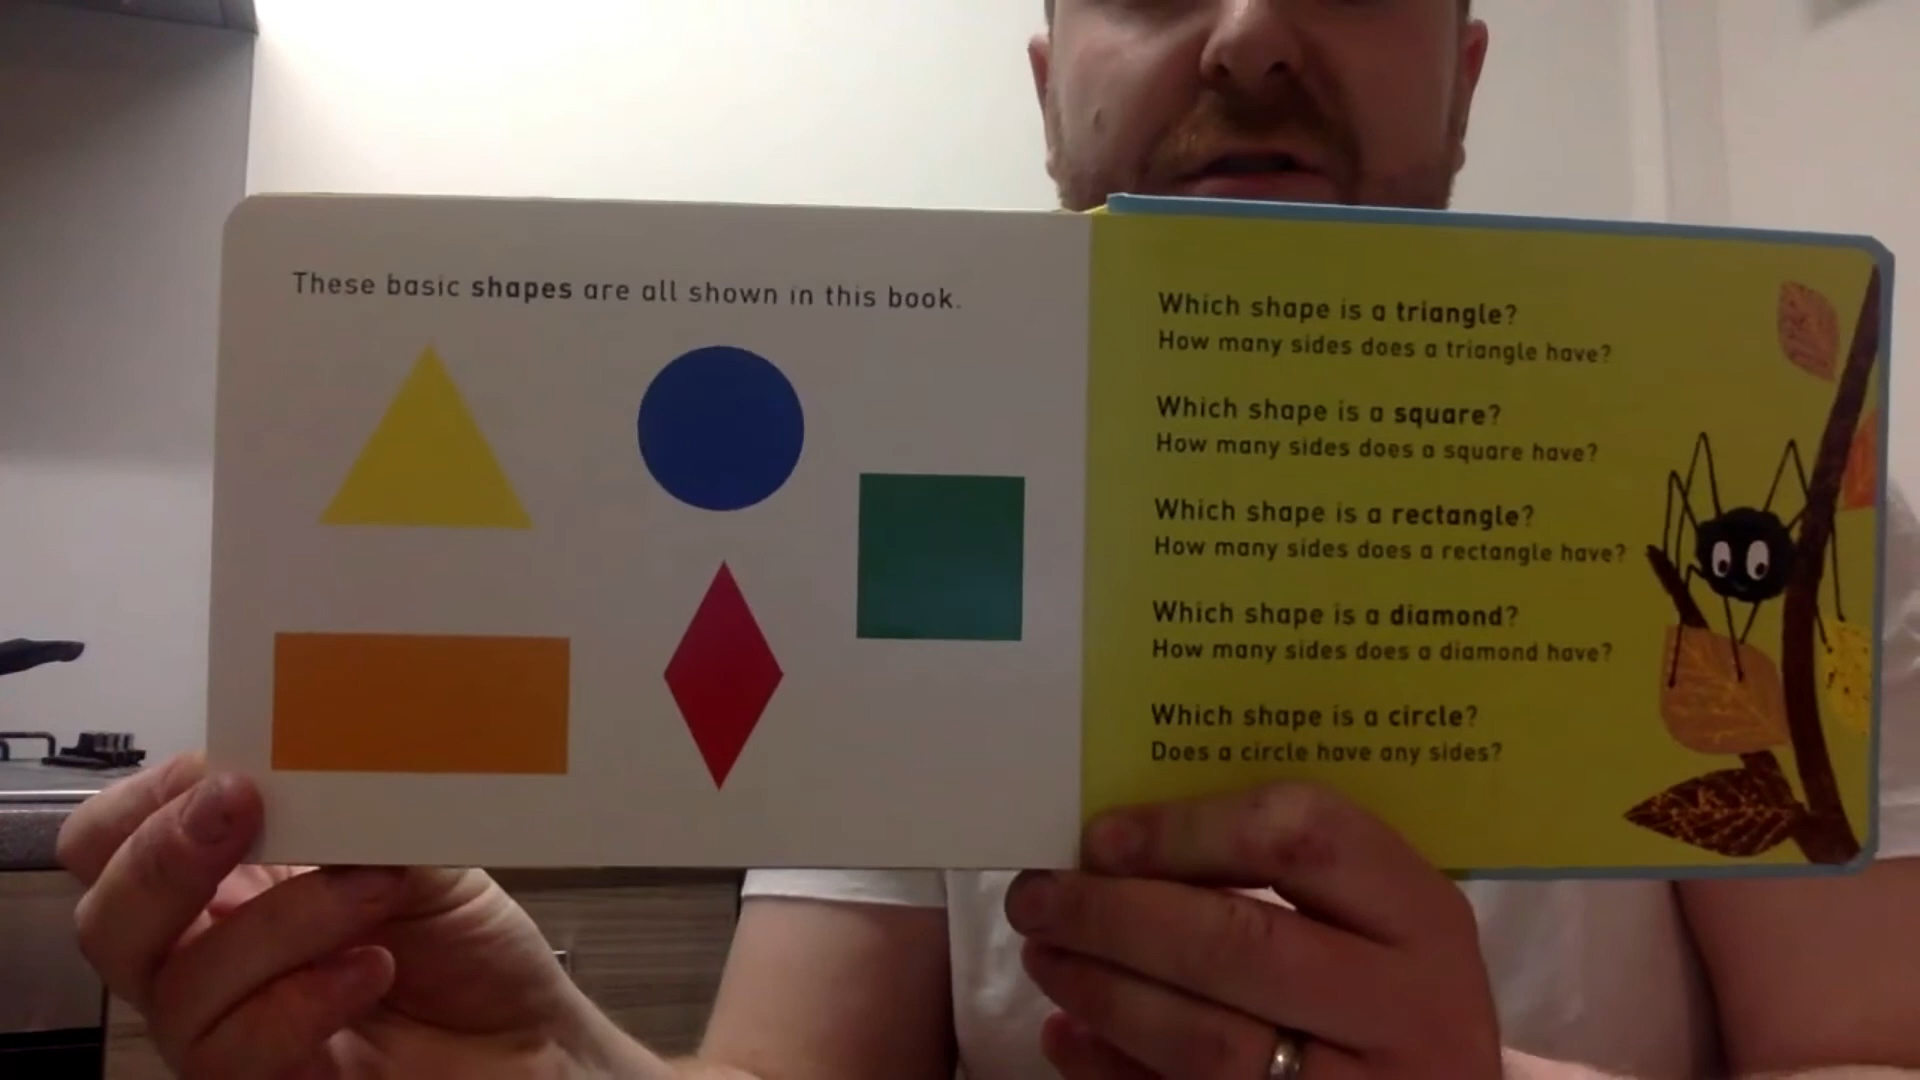 These basic shapes are all shown in this book.
Which shape is a triangle?
How many sides does a triangle have?
Which shape is a square?
How many sides does a square have?
Which shape is a rectangle?
How many sides does a rectangle have?
Which shape is a diamond?
How many sides does a diamond have?
Which shape is a circle?
Does a circle have any sides?